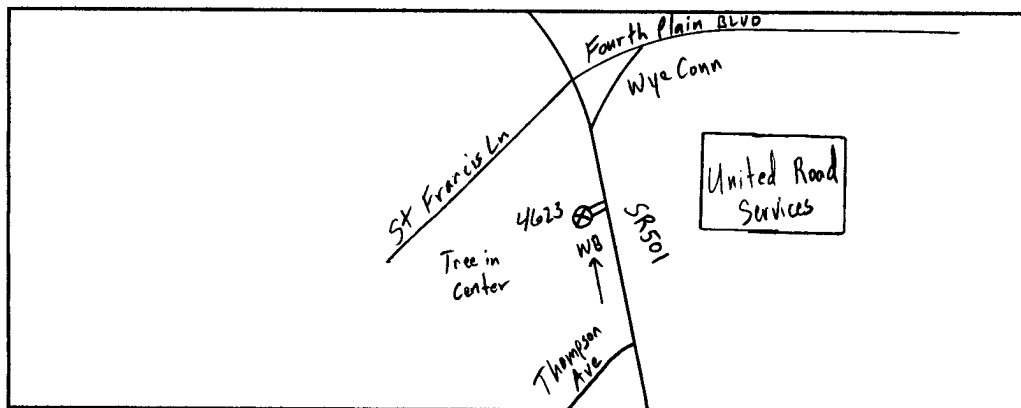 Fourth Plain BLVD
Wye Conn
St Francis Ln
United Road
Services
4623
SR501
WB
Tree in
center
Thompson
Ave